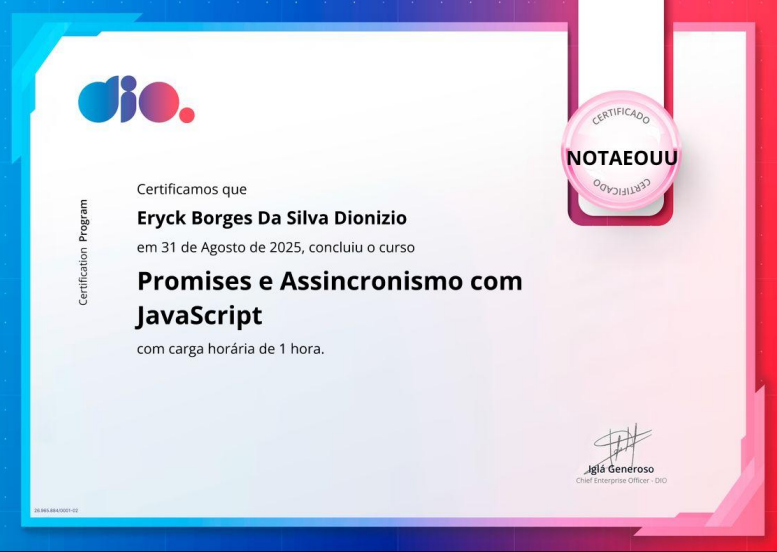 dio.
CERTIFICADO
NOTAEOUU
CERTIFICADO
Certificamos que
Eryck Borges Da Silva Dionizio
em 31 de Agosto de 2025, concluiu o curso
Promises e Assincronismo com
JavaScript
com carga horária de 1 hora.
Certification Program
Iglá Generoso
Chief Enterprise Officer - DIO